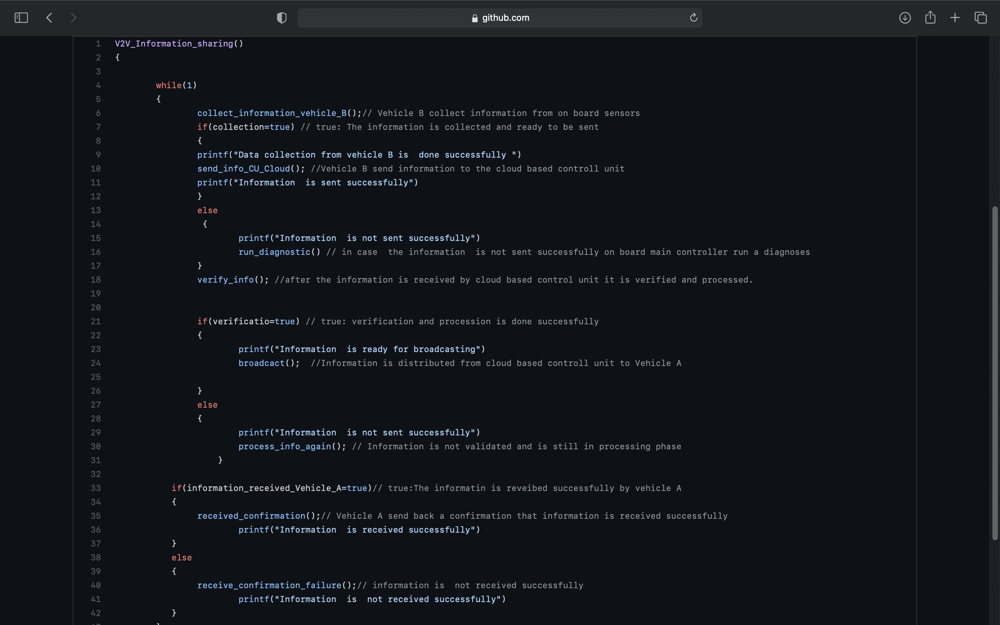 github.com
1 V2V_Information_sharing()
2 {
3
4 while(1)
5 {
6 collect_information_vehicle_B();// Vehicle B collect information from on board sensors
7 if(collection=true) // true: The information is collected and ready to be sent
8 {
9 printf("Data collection from vehicle B is  done successfully ")
10 send_info_CU_Cloud(); //Vehicle B send information to the cloud based controll unit
11 printf("Information  is sent successfully")
12 }
13 else
14 {
15 printf("Information  is not sent successfully")
16 run_diagnostic() // in case  the information  is not sent successfully on board main controller run a diagnoses
17 }
18 verify_info(); //after the information is received by cloud based control unit it is verified and processed.
19
20
21 if(verificatio=true) // true: verification and procession is done successfully
22 {
23 printf("Information  is ready for broadcasting")
24 broadcact();  //Information is distributed from cloud based controll unit to Vehicle A
25
26 }
27 else
28 {
29 printf("Information  is not sent successfully")
30 process_info_again(); // Information is not validated and is still in processing phase
31 }
32
33 if(information_received_Vehicle_A=true)// true:The informatin is reveibed successfully by vehicle A
34 {
35 received_confirmation();// Vehicle A send back a confirmation that information is received successfully
36 printf("Information  is received successfully")
37 }
38 else
39 {
40 receive_confirmation_failure();// information is  not received successfully
41 printf("Information  is  not received successfully")
42 }